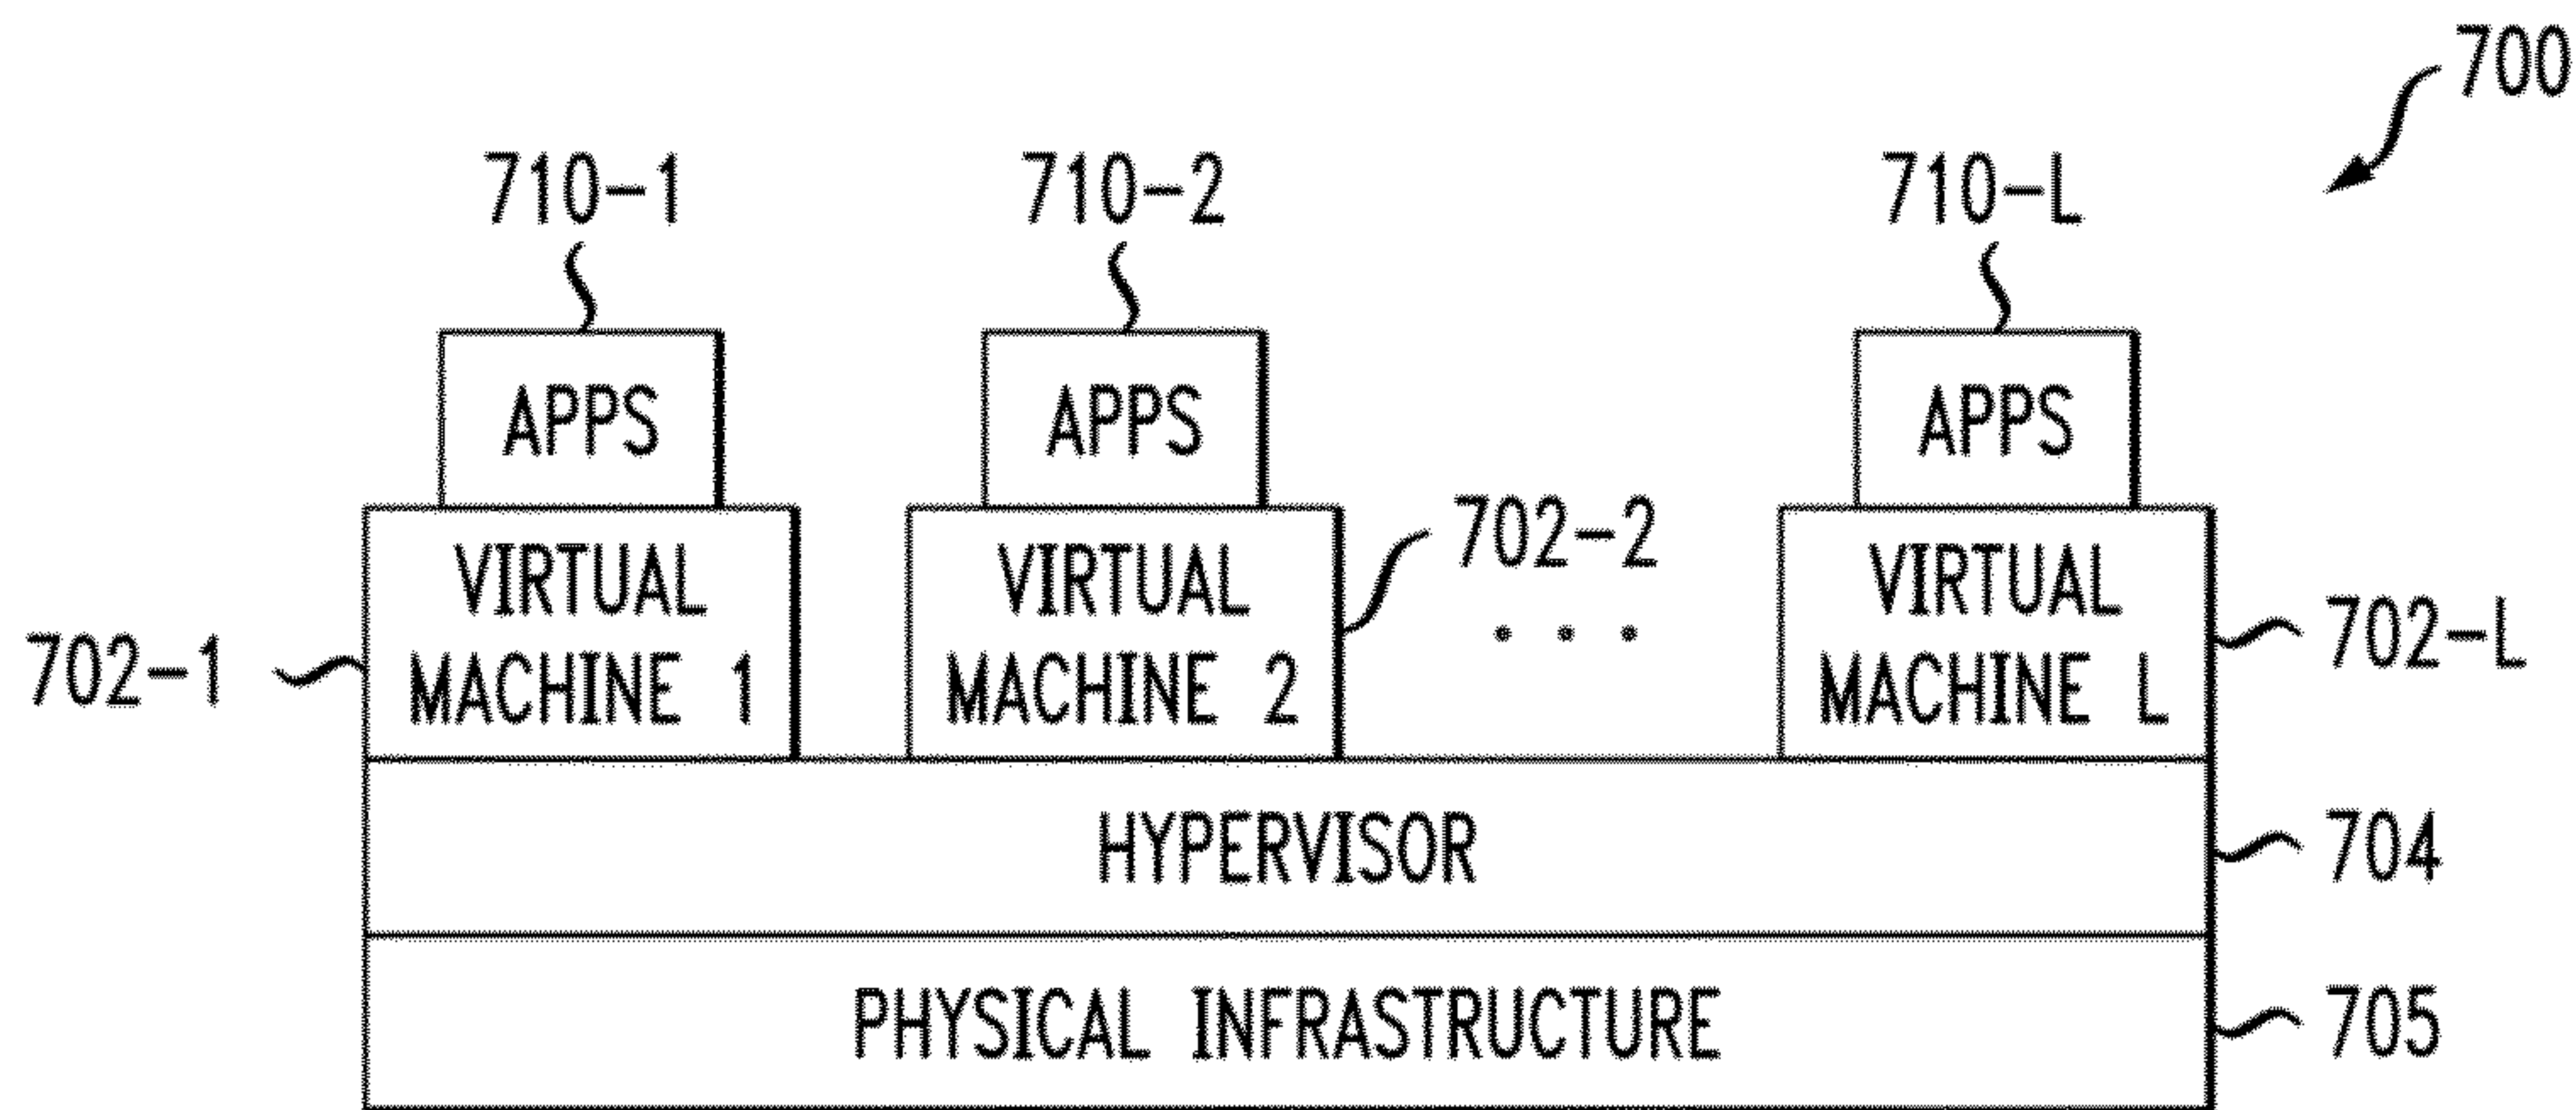 700
710-1
710-2
710-L
APPS
APPS
APPS
702-1
VIRTUAL
MACHINE 1
VIRTUAL
MACHINE 2
702-2
. . .
VIRTUAL
MACHINE L
702-L
HYPERVISOR
704
PHYSICAL INFRASTRUCTURE
705